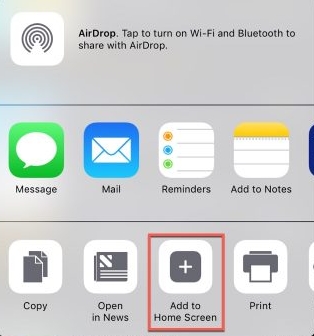 AirDrop. Tap to turn on Wi-Fi and Bluetooth to
share with AirDrop.
Message
Mail
Reminders
Add to Notes
Copy
Open
in News
Add to
Home Screen
Print